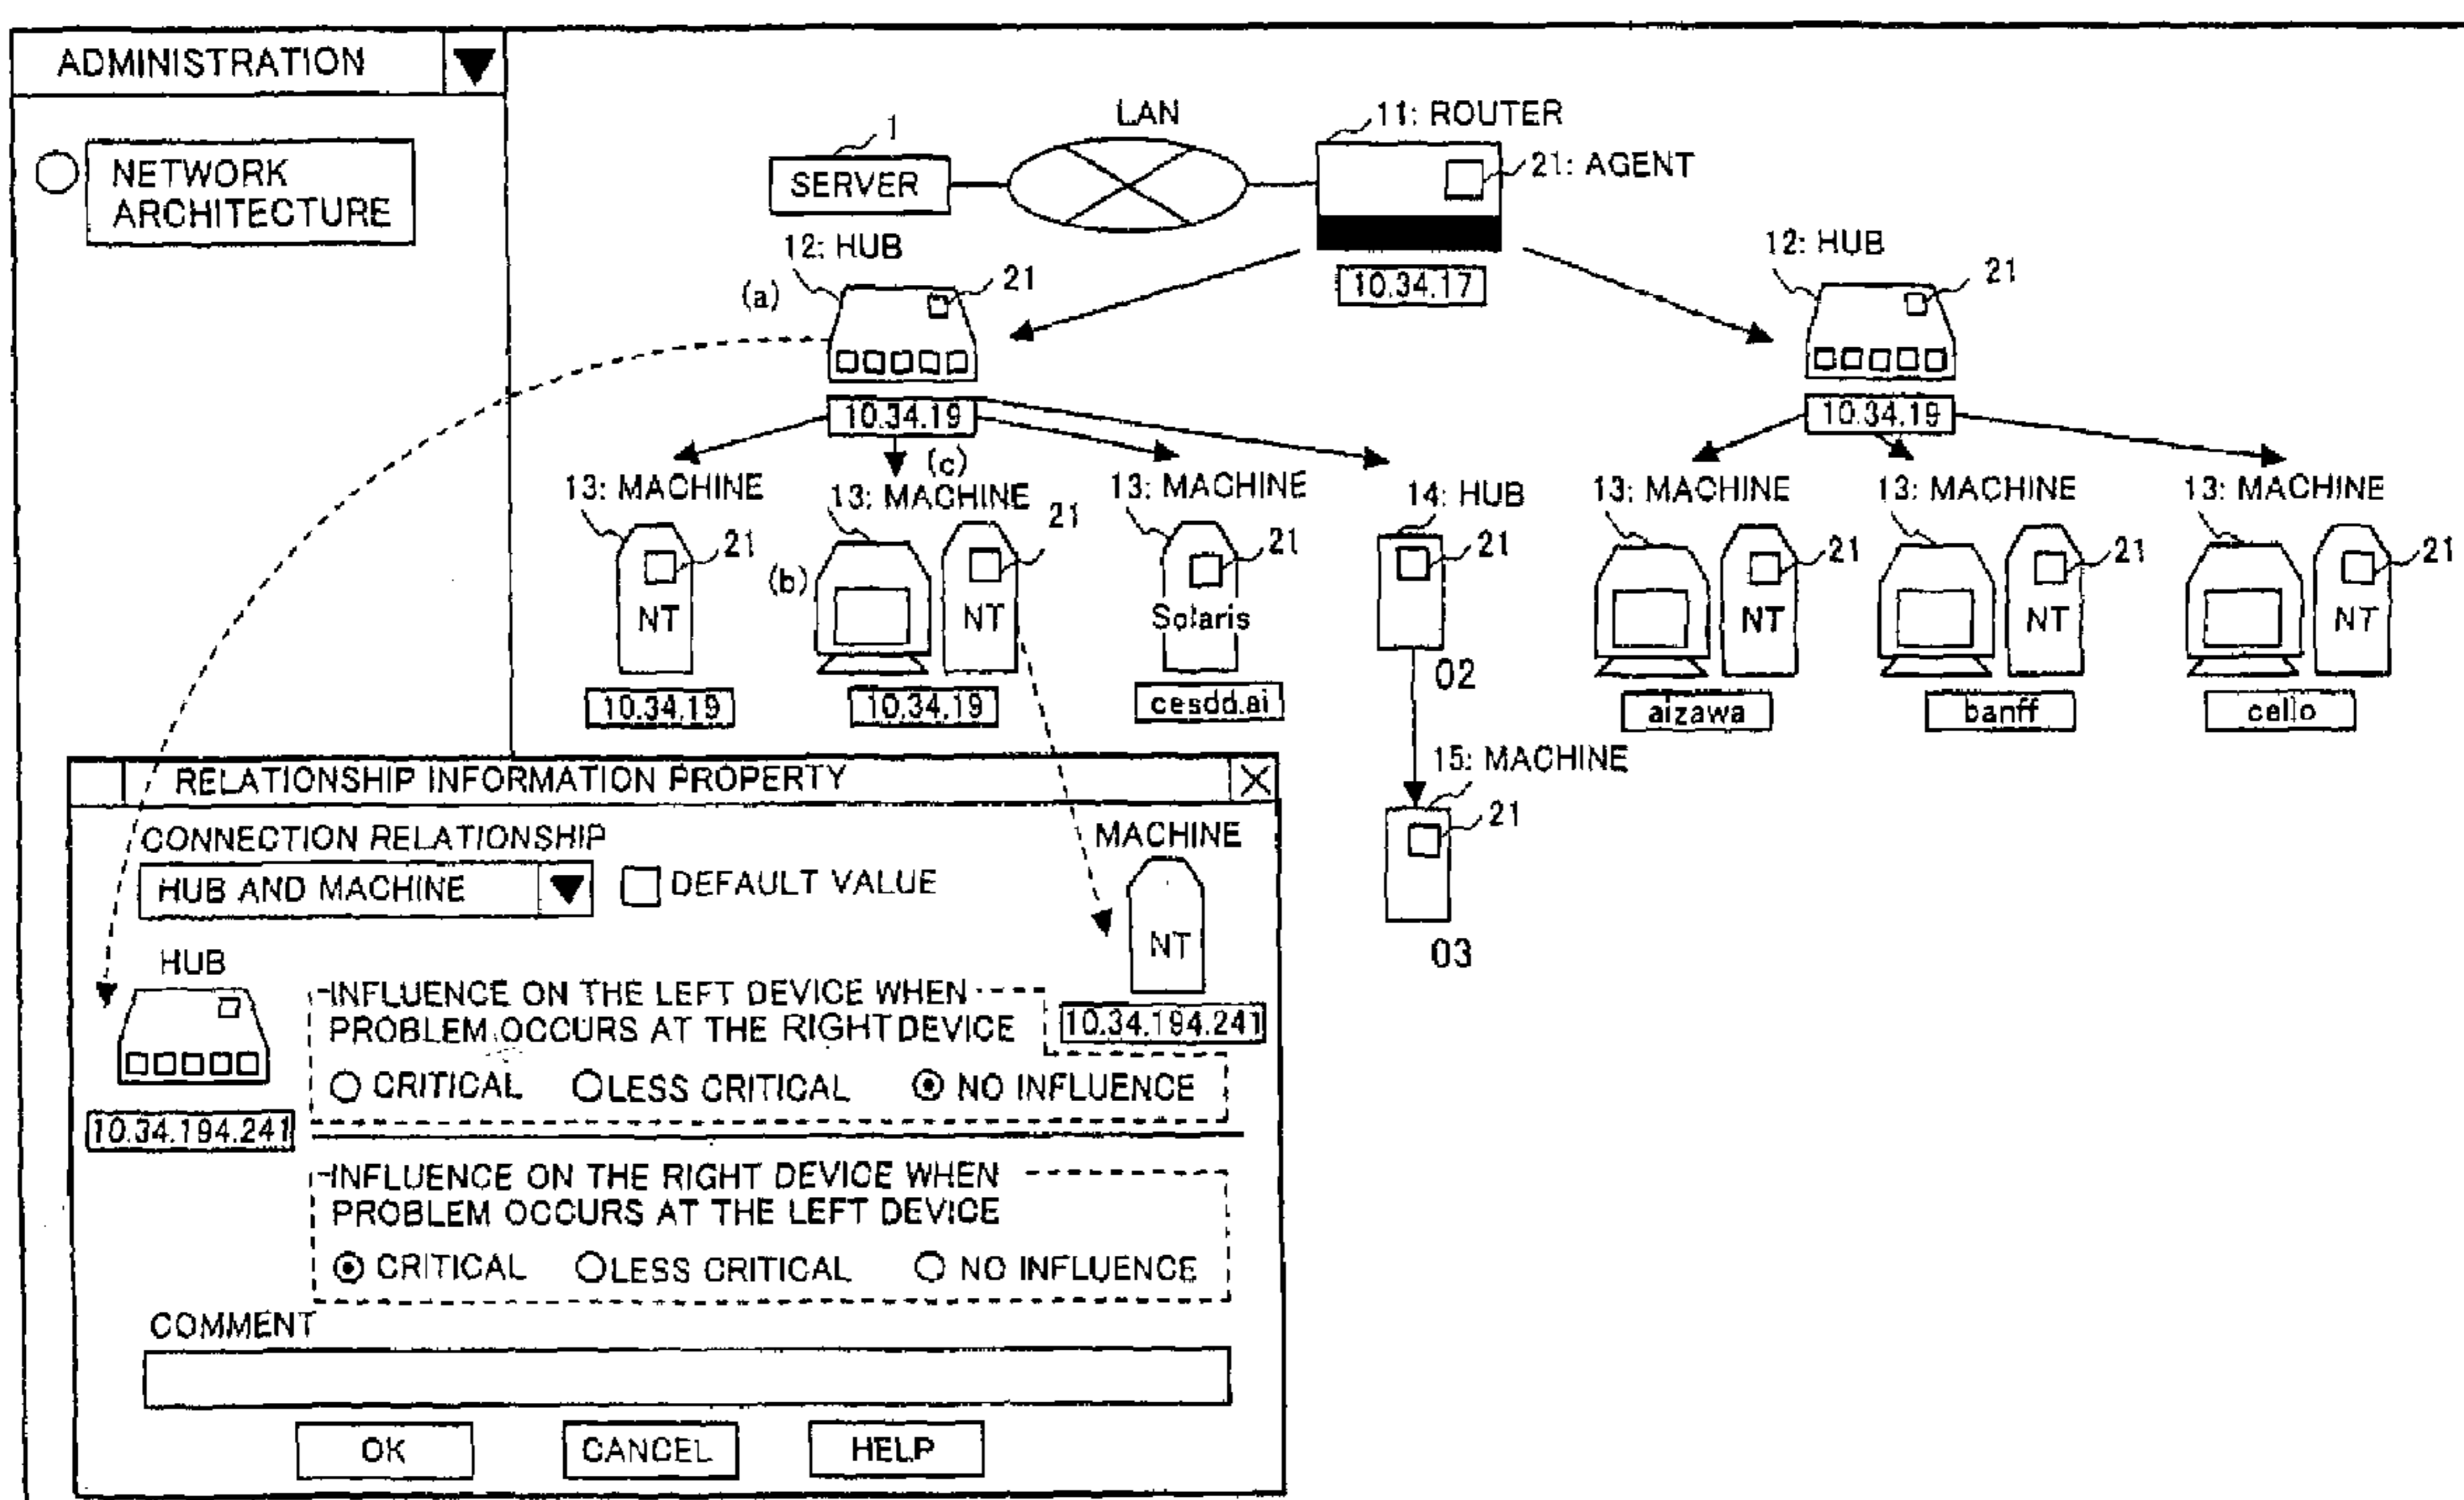 ADMINISTRATION
NETWORK
ARCHITECTURE
1
SERVER
LAN
11: ROUTER
21: AGENT
10.34.17
12: HUB
(a)
21
10.34.19
(c)
12: HUB
21
10.34.19
13: MACHINE
21
NT
10.34.19
13: MACHINE
21
(b)
NT
10.34.19
13: MACHINE
21
Solaris
cesdd.ai
14: HUB
21
02
15: MACHINE
21
03
13: MACHINE
21
NT
aizawa
13: MACHINE
21
NT
banff
13: MACHINE
21
NT
cello
RELATIONSHIP INFORMATION PROPERTY
CONNECTION RELATIONSHIP
HUB AND MACHINE
DEFAULT VALUE
MACHINE
NT
10.34.194.241
HUB
10.34.194.241
INFLUENCE ON THE LEFT DEVICE WHEN
PROBLEM OCCURS AT THE RIGHT DEVICE
CRITICAL LESS CRITICAL NO INFLUENCE
INFLUENCE ON THE RIGHT DEVICE WHEN
PROBLEM OCCURS AT THE LEFT DEVICE
CRITICAL LESS CRITICAL NO INFLUENCE
COMMENT
OK CANCEL HELP